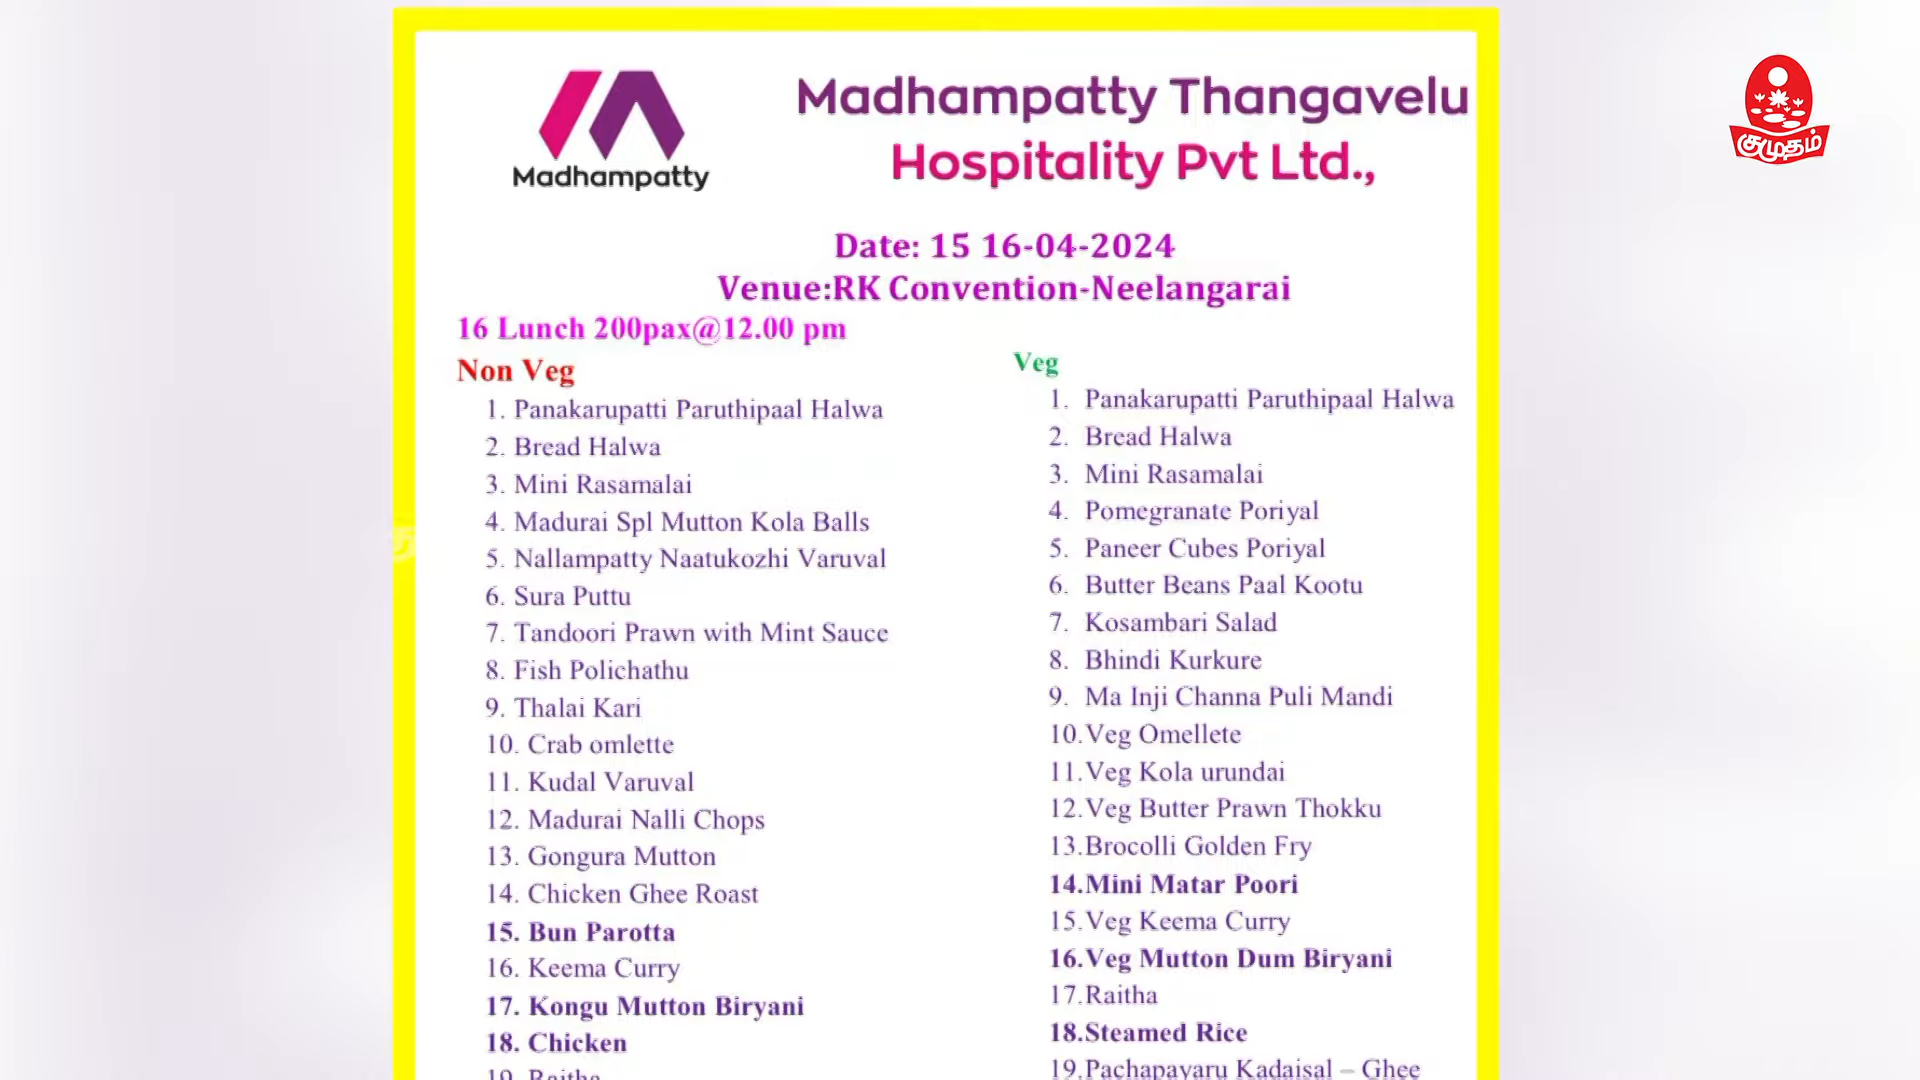 Madhampatty
Madhampatty Thangavelu
Hospitality Pvt Ltd.,
குமுதம்
Date: 15 16-04-2024
Venue:RK Convention-Neelangarai
16 Lunch 200pax@12.00 pm
Non Veg
1. Panakarupatti Paruthipaal Halwa
2. Bread Halwa
3. Mini Rasamalai
4. Madurai Spl Mutton Kola Balls
5. Nallampatty Naatukozhi Varuval
6. Sura Puttu
7. Tandoori Prawn with Mint Sauce
8. Fish Polichathu
9. Thalai Kari
10. Crab omlette
11. Kudal Varuval
12. Madurai Nalli Chops
13. Gongura Mutton
14. Chicken Ghee Roast
15. Bun Parotta
16. Keema Curry
17. Kongu Mutton Biryani
18. Chicken
19. Raitha
Veg
1. Panakarupatti Paruthipaal Halwa
2. Bread Halwa
3. Mini Rasamalai
4. Pomegranate Poriyal
5. Paneer Cubes Poriyal
6. Butter Beans Paal Kootu
7. Kosambari Salad
8. Bhindi Kurkure
9. Ma Inji Channa Puli Mandi
10.Veg Omellete
11.Veg Kola urundai
12.Veg Butter Prawn Thokku
13.Brocolli Golden Fry
14.Mini Matar Poori
15.Veg Keema Curry
16.Veg Mutton Dum Biryani
17.Raitha
18.Steamed Rice
19.Pachapayaru Kadaisal – Ghee